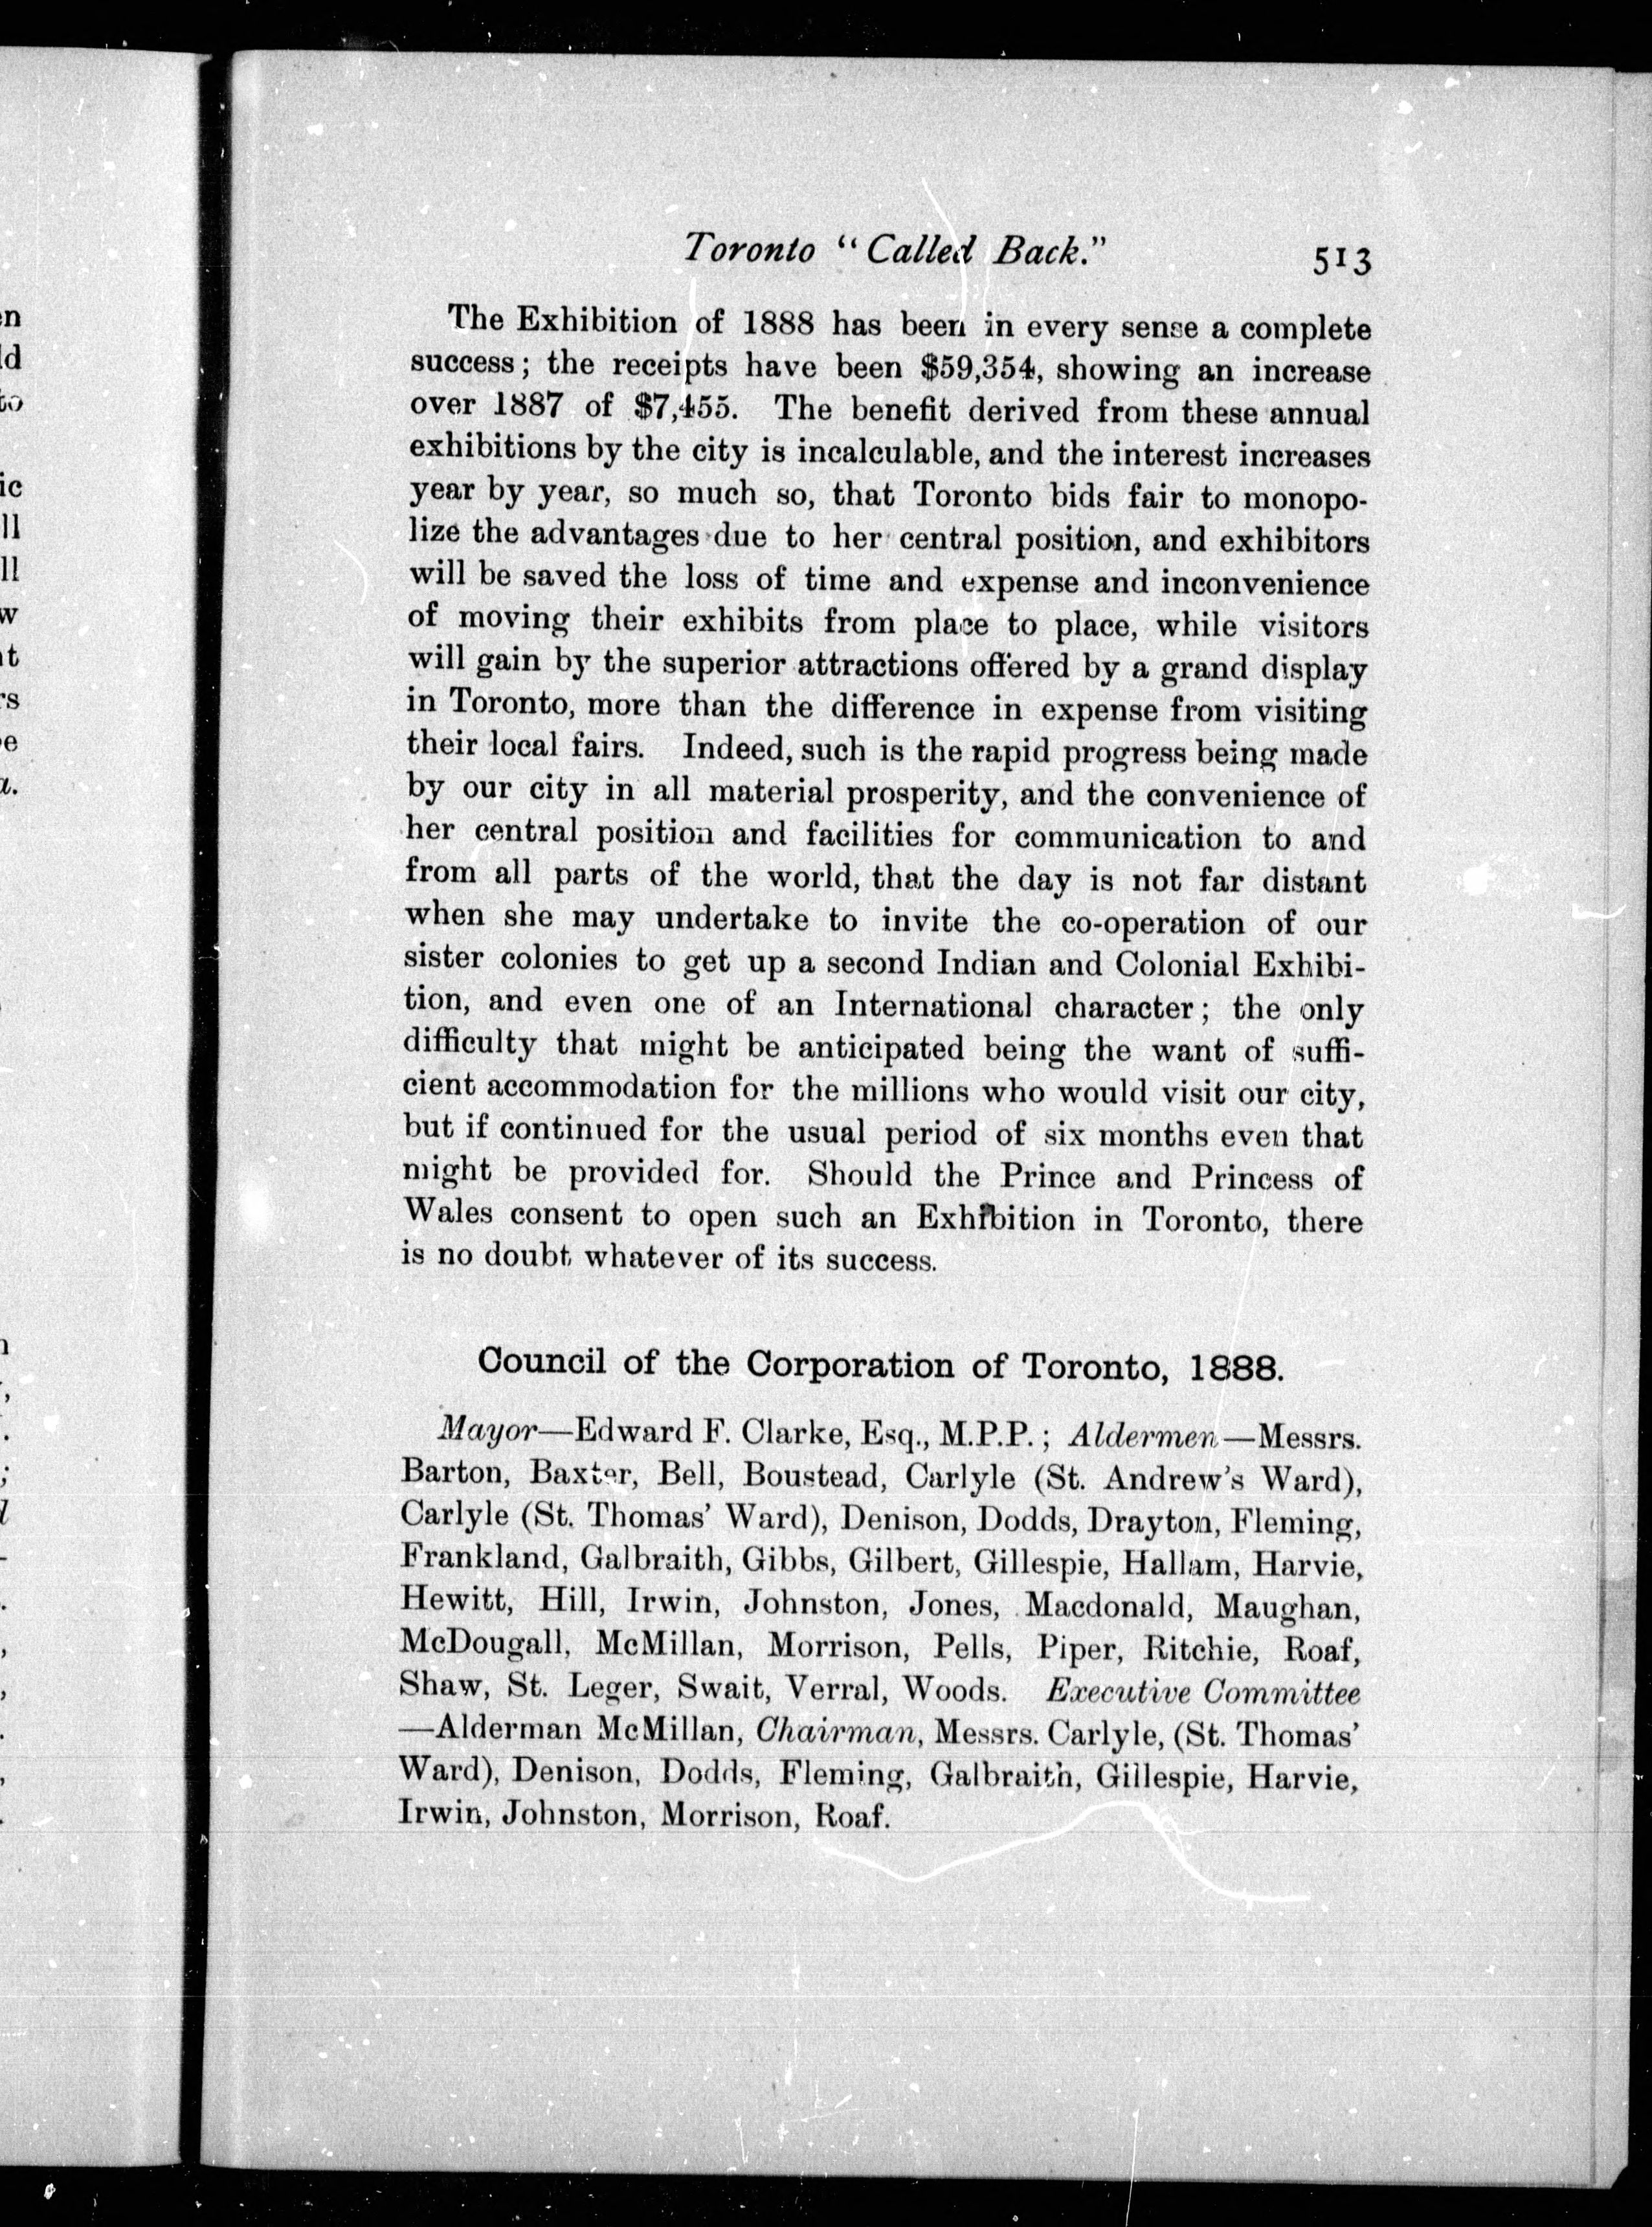 Toronto "Called Back." 513
The Exhibition of 1888 has been in every sense a complete
success; the receipts have been $59,354, showing an increase
over 1887 of $7,455. The benefit derived from these annual
exhibitions by the city is incalculable, and the interest increases
year by year, so much so, that Toronto bids fair to monopo-
lize the advantages due to her central position, and exhibitors
will be saved the loss of time and expense and inconvenience
of moving their exhibits from place to place, while visitors
will gain by the superior attractions offered by a grand display
in Toronto, more than the difference in expense from visiting
their local fairs. Indeed, such is the rapid progress being made
by our city in all material prosperity, and the convenience of
her central position and facilities for communication to and
from all parts of the world, that the day is not far distant
when she may undertake to invite the co-operation of our
sister colonies to get up a second Indian and Colonial Exhibi-
tion, and even one of an International character; the only
difficulty that might be anticipated being the want of suffi-
cient accommodation for the millions who would visit our city,
but if continued for the usual period of six months even that
might be provided for. Should the Prince and Princess of
Wales consent to open such an Exhibition in Toronto, there
is no doubt whatever of its success.
Council of the Corporation of Toronto, 1888.
Mayor—Edward F. Clarke, Esq., M.P.P.; Aldermen—Messrs.
Barton, Baxter, Bell, Boustead, Carlyle (St. Andrew's Ward),
Carlyle (St. Thomas' Ward), Denison, Dodds, Drayton, Fleming,
Frankland, Galbraith, Gibbs, Gilbert, Gillespie, Hallam, Harvie,
Hewitt, Hill, Irwin, Johnston, Jones, Macdonald, Maughan,
McDougall, McMillan, Morrison, Pells, Piper, Ritchie, Roaf,
Shaw, St. Leger, Swait, Verral, Woods. Executive Committee
—Alderman McMillan, Chairman, Messrs. Carlyle, (St. Thomas'
Ward), Denison, Dodds, Fleming, Galbraith, Gillespie, Harvie,
Irwin, Johnston, Morrison, Roaf.